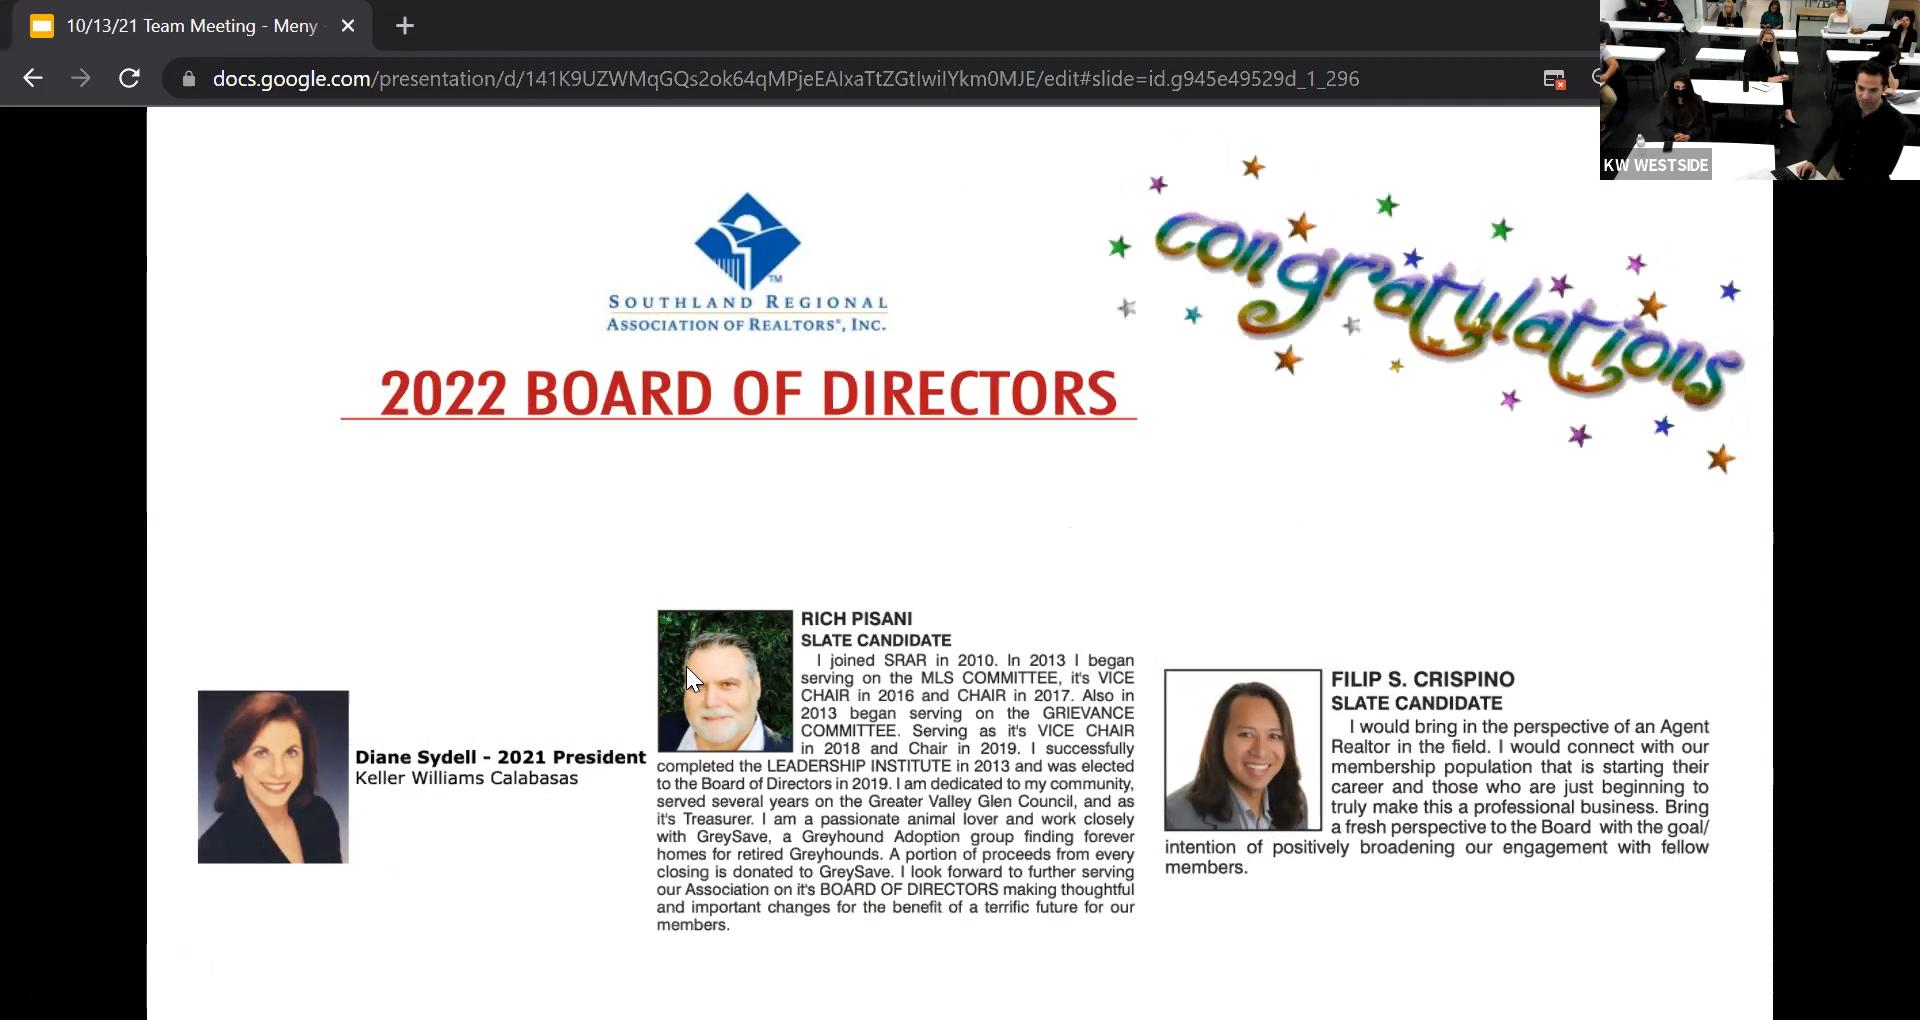 10/13/21 Team Meeting - Meny
docs.google.com/presentation/d/141K9UZWMqGQs2ok64qMPjeEAIxaTtZGtIwiIYkm0MJE/edit#slide=id.g945e49529d_1_296
KW WESTSIDE
congratulations
TM
SOUTHLAND REGIONAL
ASSOCIATION OF REALTORS®, INC.
2022 BOARD OF DIRECTORS
Diane Sydell - 2021 President
Keller Williams Calabasas
RICH PISANI
SLATE CANDIDATE
I joined SRAR in 2010. In 2013 I began
serving on the MLS COMMITTEE, it's VICE
CHAIR in 2016 and CHAIR in 2017. Also in
2013 began serving on the GRIEVANCE
COMMITTEE. Serving as it's VICE CHAIR
in 2018 and Chair in 2019. I successfully
completed the LEADERSHIP INSTITUTE in 2013 and was elected
to the Board of Directors in 2019. I am dedicated to my community,
served several years on the Greater Valley Glen Council, and as
it's Treasurer. I am a passionate animal lover and work closely
with GreySave, a Greyhound Adoption group finding forever
homes for retired Greyhounds. A portion of proceeds from every
closing is donated to GreySave. I look forward to further serving
our Association on it's BOARD OF DIRECTORS making thoughtful
and important changes for the benefit of a terrific future for our
members.
FILIP S. CRISPINO
SLATE CANDIDATE
I would bring in the perspective of an Agent
Realtor in the field. I would connect with our
membership population that is starting their
career and those who are just beginning to
truly make this a professional business. Bring
a fresh perspective to the Board with the goal/
intention of positively broadening our engagement with fellow
members.